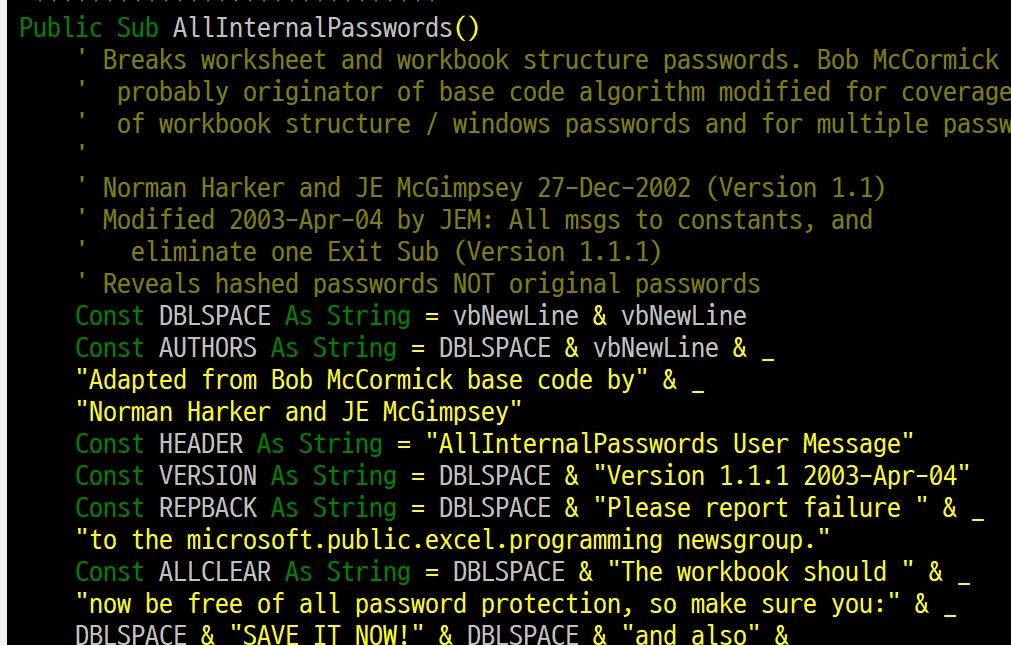 Public Sub AllInternalPasswords()
' Breaks worksheet and workbook structure passwords. Bob McCormick
'  probably originator of base code algorithm modified for coverage
'  of workbook structure / windows passwords and for multiple passw
'
' Norman Harker and JE McGimpsey 27-Dec-2002 (Version 1.1)
' Modified 2003-Apr-04 by JEM: All msgs to constants, and
'   eliminate one Exit Sub (Version 1.1.1)
' Reveals hashed passwords NOT original passwords
Const DBLSPACE As String = vbNewLine & vbNewLine
Const AUTHORS As String = DBLSPACE & vbNewLine & _
"Adapted from Bob McCormick base code by" & _
"Norman Harker and JE McGimpsey"
Const HEADER As String = "AllInternalPasswords User Message"
Const VERSION As String = DBLSPACE & "Version 1.1.1 2003-Apr-04"
Const REPBACK As String = DBLSPACE & "Please report failure " & _
"to the microsoft.public.excel.programming newsgroup."
Const ALLCLEAR As String = DBLSPACE & "The workbook should " & _
"now be free of all password protection, so make sure you:" & _
DBLSPACE & "SAVE IT NOW!" & DBLSPACE & "and also" &